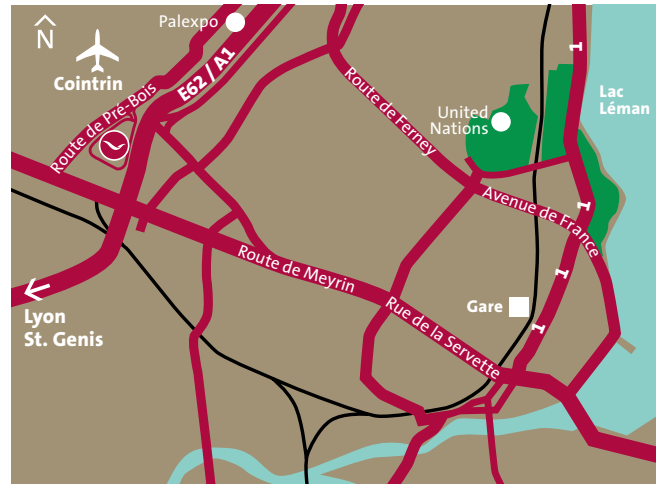 Palexpo
N
Cointrin
E62 / A1
Route de Pré-Bois
Route de Ferney
United
Nations
1
Lac
Léman
Avenue de France
1
Route de Meyrin
1
Gare
1
Rue de la Servette
Lyon
St. Genis